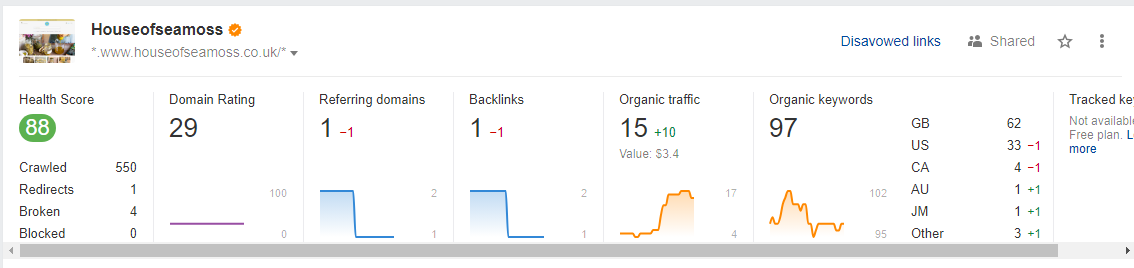 Houseofseamoss
*.www.houseofseamoss.co.uk/*
Disavowed links
Shared
Health Score
88
Crawled 550
Redirects 1
Broken 4
Blocked 0
Domain Rating
29
100
0
Referring domains
1 −1
2
1
Backlinks
1 −1
2
1
Organic traffic
15 +10
Value: $3.4
17
4
Organic keywords
97
102
95
GB 62
US 33 −1
CA 4 −1
AU 1 +1
JM 1 +1
Other 3 +1
Tracked ke
Not available
Free plan. L
more